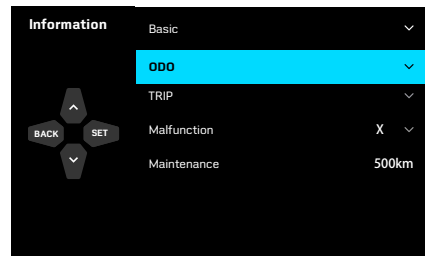 Information
Basic
ODO
TRIP
Malfunction X
Maintenance 500km
BACK SET